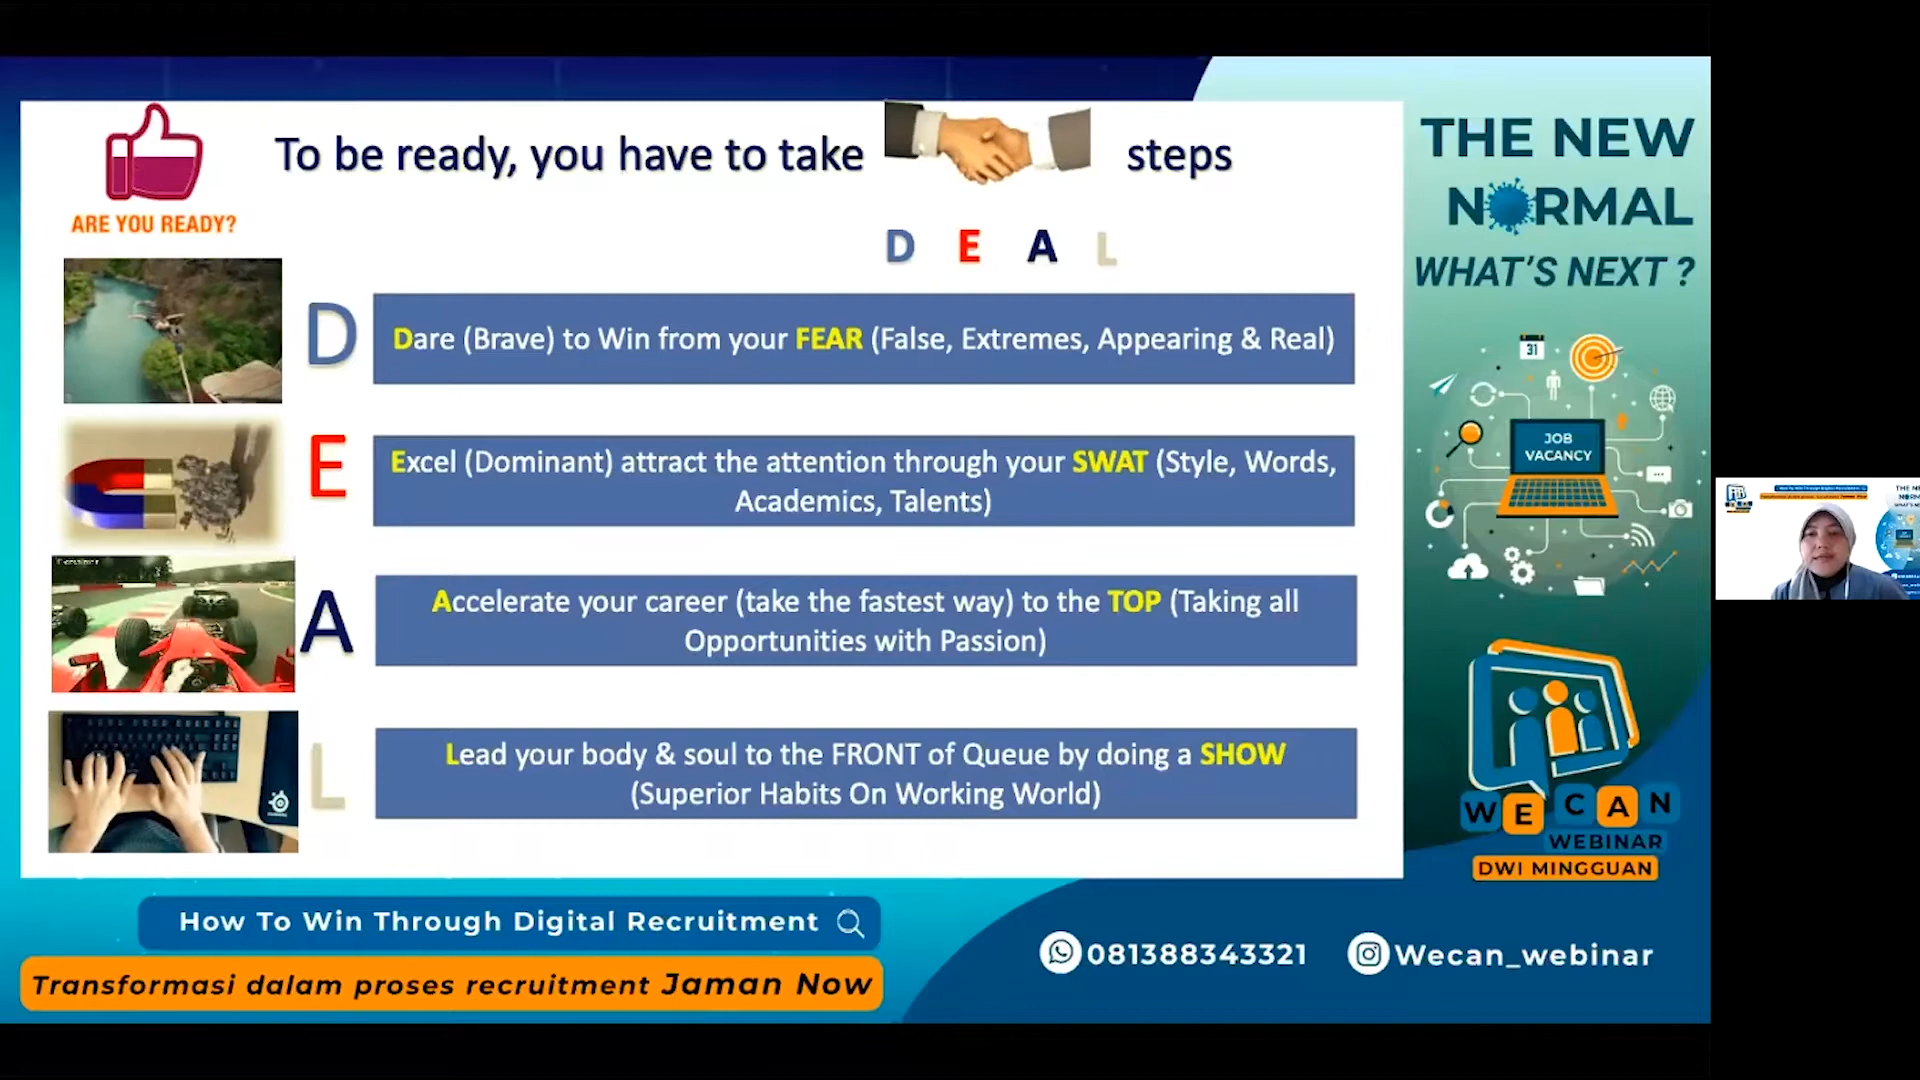 To be ready, you have to take steps
ARE YOU READY?
D E A L
D
Dare (Brave) to Win from your FEAR (False, Extremes, Appearing & Real)
E
Excel (Dominant) attract the attention through your SWAT (Style, Words,
Academics, Talents)
A
Accelerate your career (take the fastest way) to the TOP (Taking all
Opportunities with Passion)
L
Lead your body & soul to the FRONT of Queue by doing a SHOW
(Superior Habits On Working World)
THE NEW
NORMAL
WHAT'S NEXT ?
31
JOB
VACANCY
WE CAN
WEBINAR
DWI MINGGUAN
How To Win Through Digital Recruitment
Transformasi dalam proses recruitment Jaman Now
081388343321
Wecan_webinar